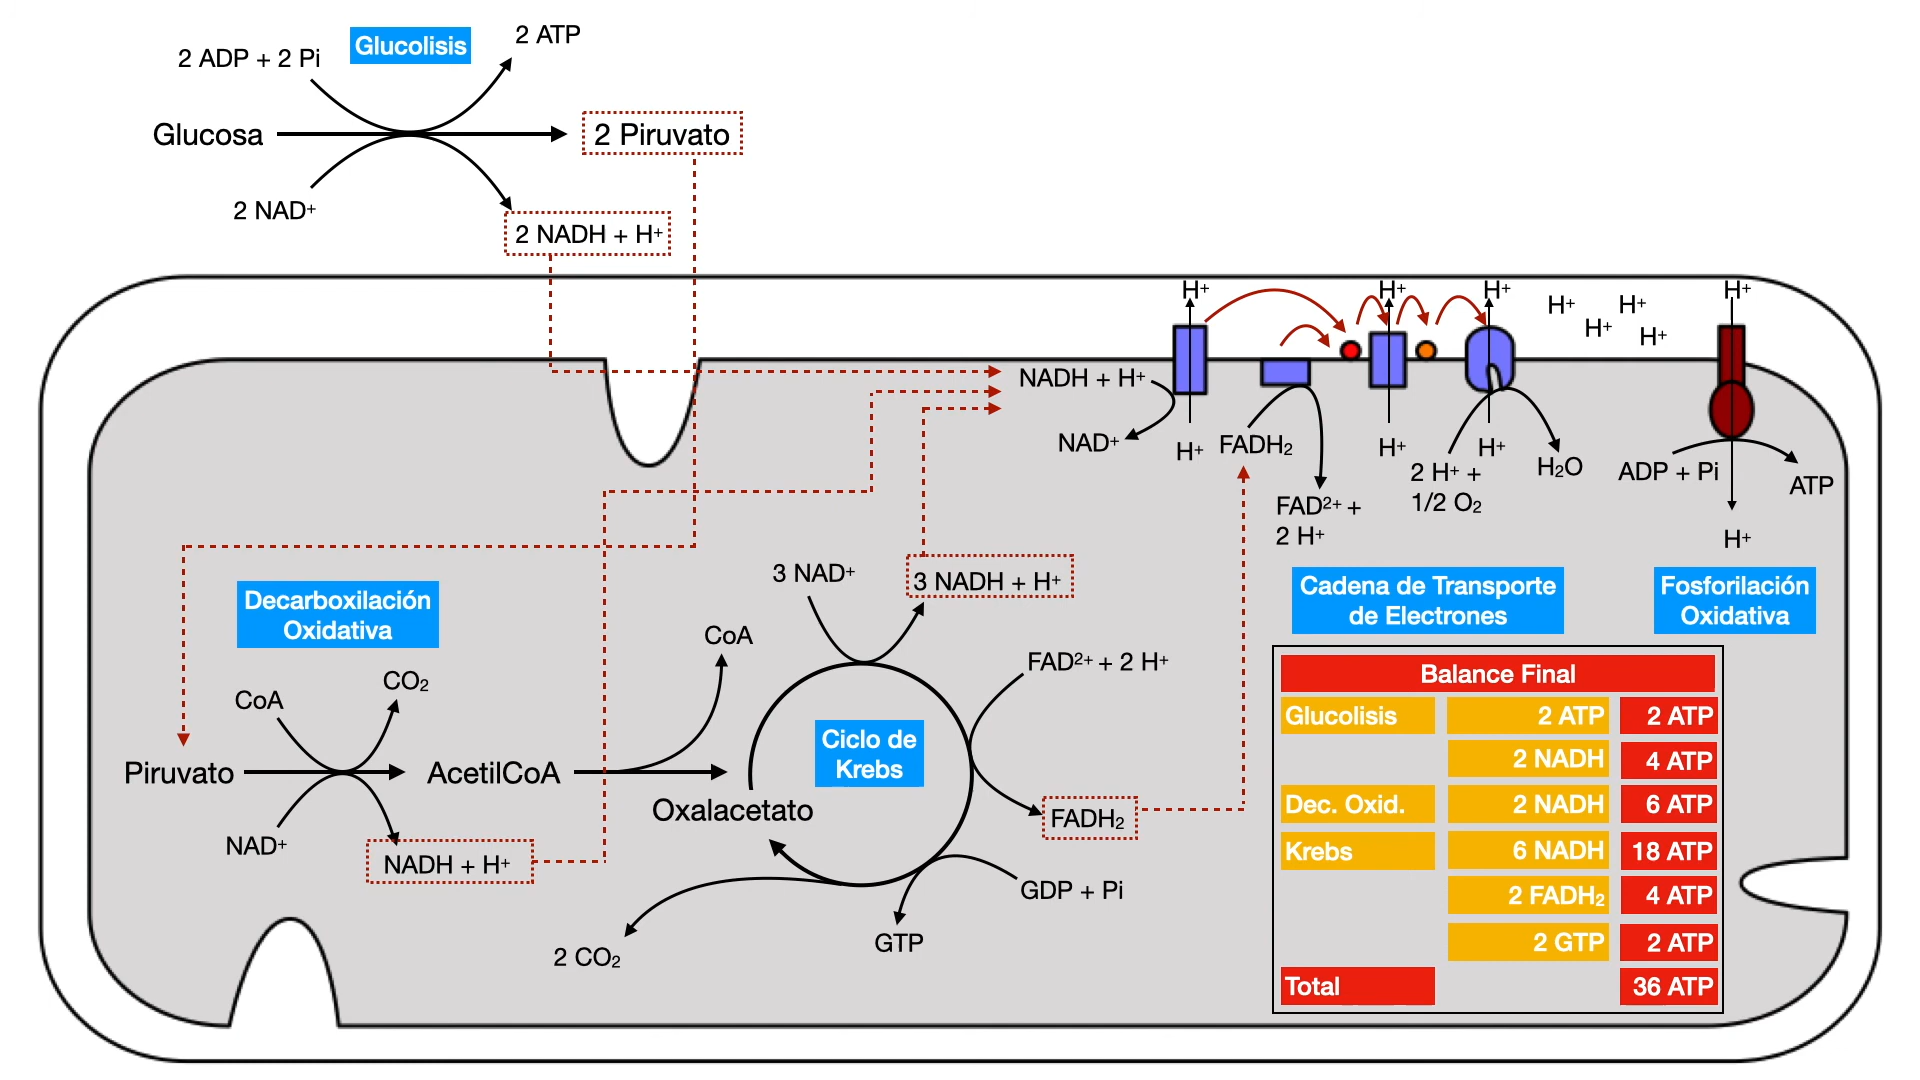 2 ADP + 2 Pi
Glucolisis
2 ATP
Glucosa
2 Piruvato
2 NAD⁺
2 NADH + H⁺
H⁺
H⁺
H⁺
H⁺
H⁺
H⁺
H⁺
H⁺
NADH + H⁺
NAD⁺
H⁺
FADH₂
H⁺
H⁺
2 H⁺ +
1/2 O₂
H₂O
FAD²⁺ +
2 H⁺
ADP + Pi
ATP
H⁺
Cadena de Transporte
de Electrones
Fosforilación
Oxidativa
Decarboxilación
Oxidativa
CoA
CO₂
Piruvato
AcetilCoA
NAD⁺
NADH + H⁺
CoA
3 NAD⁺
3 NADH + H⁺
FAD²⁺ + 2 H⁺
Ciclo de
Krebs
Oxalacetato
FADH₂
GDP + Pi
GTP
2 CO₂
Balance Final
Glucolisis 2 ATP 2 ATP
2 NADH 4 ATP
Dec. Oxid. 2 NADH 6 ATP
Krebs 6 NADH 18 ATP
2 FADH₂ 4 ATP
2 GTP 2 ATP
Total 36 ATP